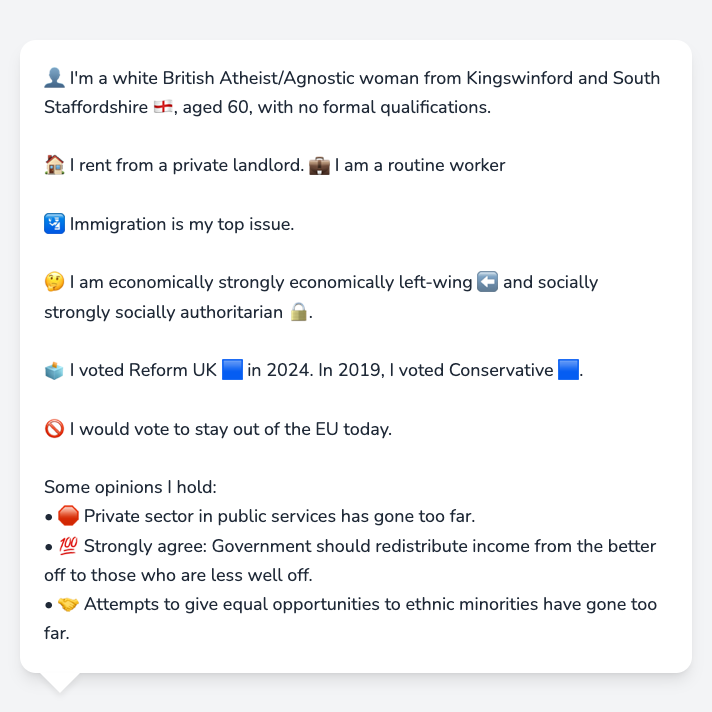 👤 I'm a white British Atheist/Agnostic woman from Kingswinford and South
Staffordshire 🏴󠁧󠁢󠁥󠁮󠁧󠁿, aged 60, with no formal qualifications.
🏠 I rent from a private landlord. 💼 I am a routine worker
🛂 Immigration is my top issue.
🤔 I am economically strongly economically left-wing ⬅️ and socially
strongly socially authoritarian 🔒.
🗳️ I voted Reform UK 🟦 in 2024. In 2019, I voted Conservative 🟦.
🚫 I would vote to stay out of the EU today.
Some opinions I hold:
• 🛑 Private sector in public services has gone too far.
• 💯 Strongly agree: Government should redistribute income from the better
off to those who are less well off.
• 🤝 Attempts to give equal opportunities to ethnic minorities have gone too
far.